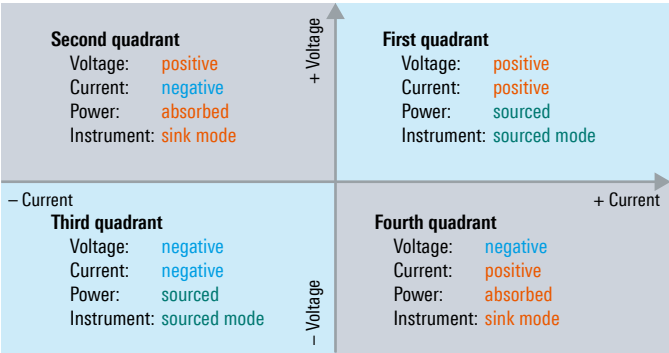 Second quadrant
Voltage: positive
Current: negative
Power: absorbed
Instrument: sink mode
+ Voltage
First quadrant
Voltage: positive
Current: positive
Power: sourced
Instrument: sourced mode
– Current
+ Current
Third quadrant
Voltage: negative
Current: negative
Power: sourced
Instrument: sourced mode
– Voltage
Fourth quadrant
Voltage: negative
Current: positive
Power: absorbed
Instrument: sink mode